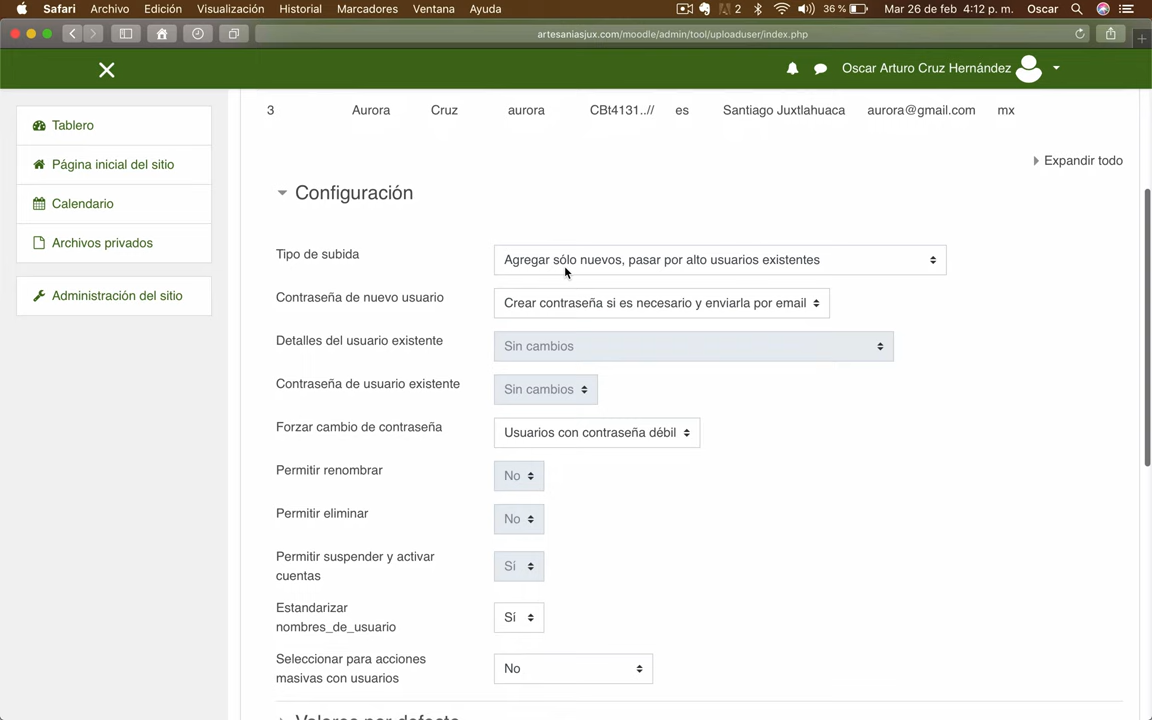 Safari Archivo Edición Visualización Historial Marcadores Ventana Ayuda 2 36 % Mar 26 de feb 4:12 p. m. Oscar
artesaniasjux.com/moodle/admin/tool/uploaduser/index.php
Oscar Arturo Cruz Hernández
Tablero
Página inicial del sitio
Calendario
Archivos privados
Administración del sitio
3 Aurora Cruz aurora CBt4131..// es Santiago Juxtlahuaca aurora@gmail.com mx
Expandir todo
Configuración
Tipo de subida Agregar sólo nuevos, pasar por alto usuarios existentes
Contraseña de nuevo usuario Crear contraseña si es necesario y enviarla por email
Detalles del usuario existente Sin cambios
Contraseña de usuario existente Sin cambios
Forzar cambio de contraseña Usuarios con contraseña débil
Permitir renombrar No
Permitir eliminar No
Permitir suspender y activar
cuentas Sí
Estandarizar
nombres_de_usuario Sí
Seleccionar para acciones
masivas con usuarios No
Valores por defecto